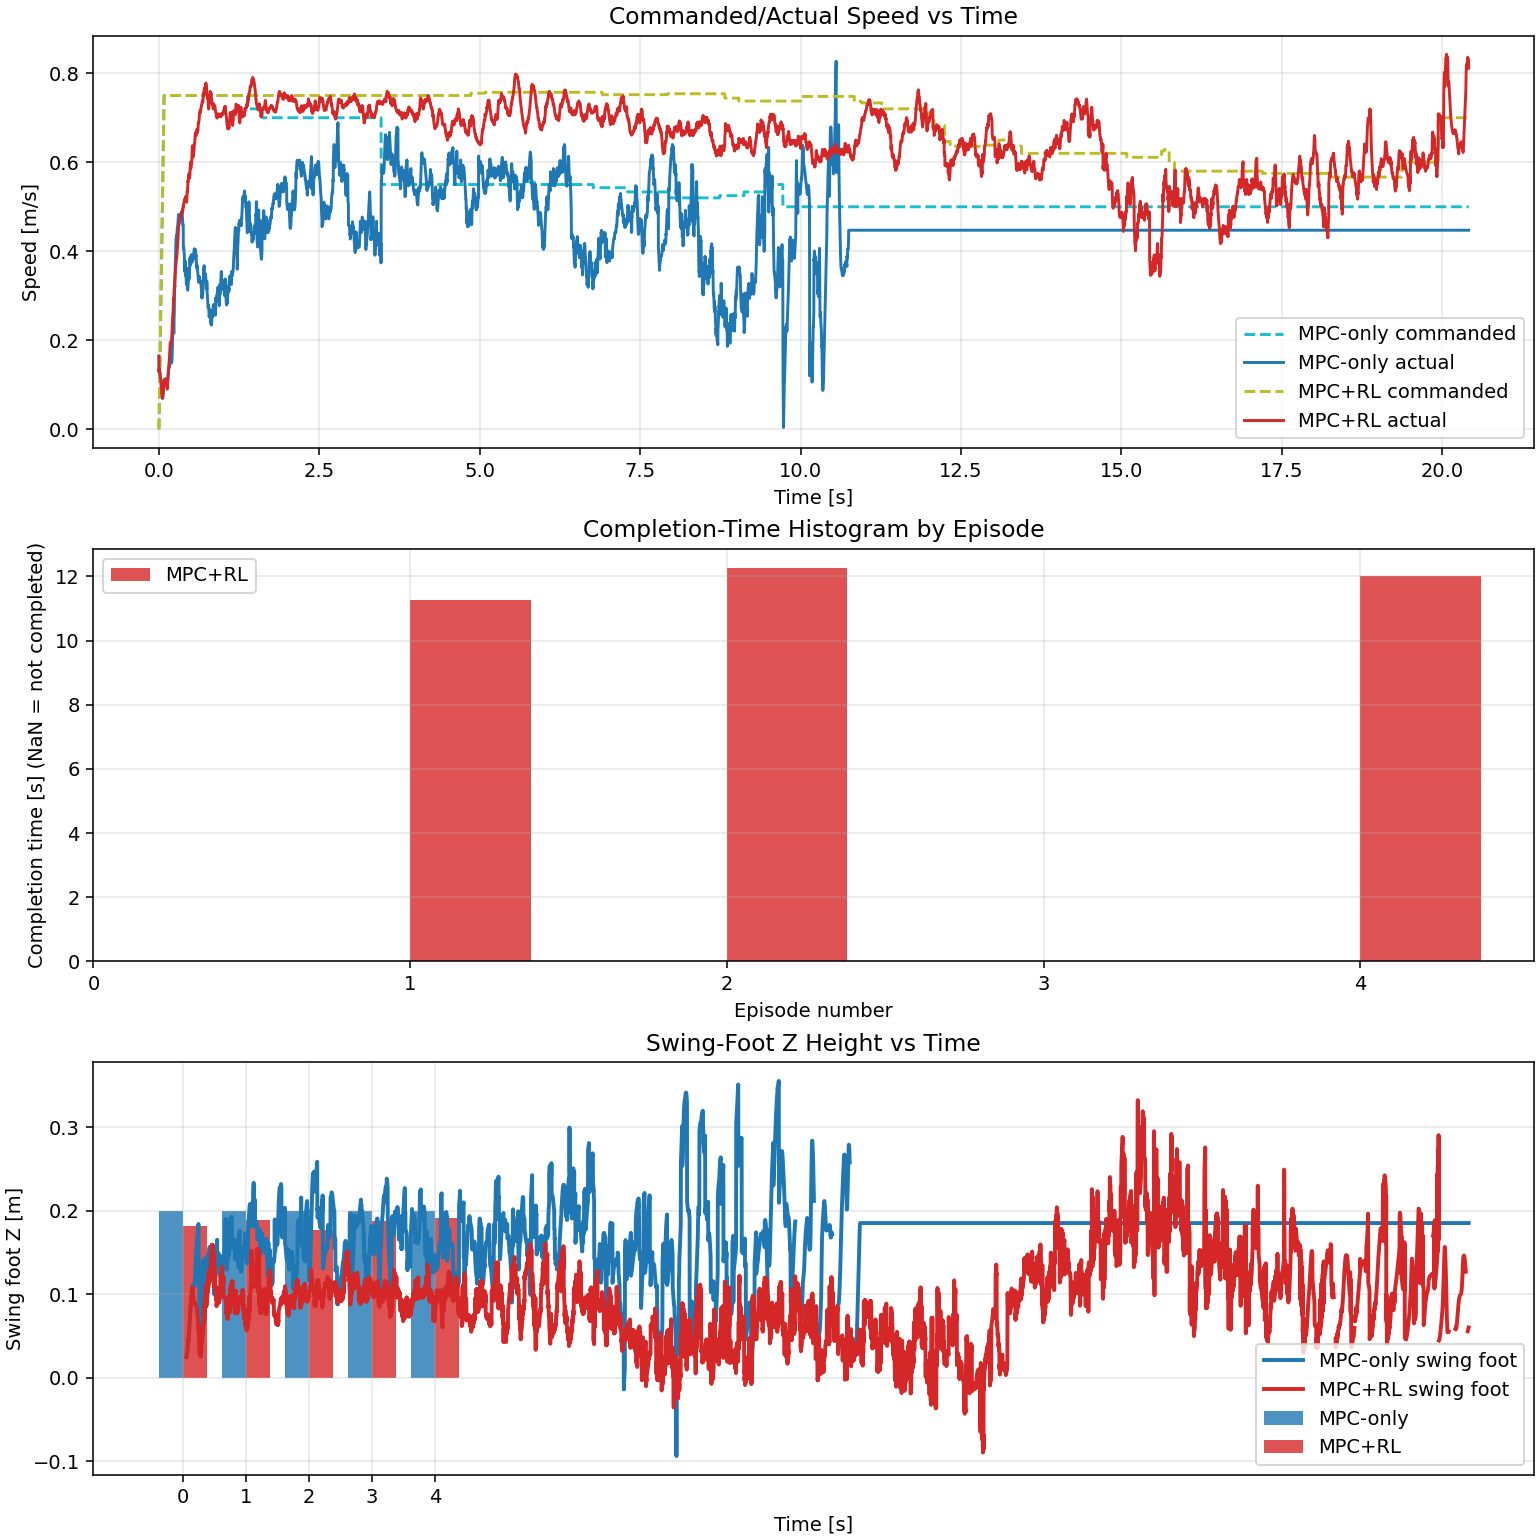 Commanded/Actual Speed vs Time
Speed [m/s]
0.8
0.6
0.4
0.2
0.0
MPC-only commanded
MPC-only actual
MPC+RL commanded
MPC+RL actual
0.0 2.5 5.0 7.5 10.0 12.5 15.0 17.5 20.0
Time [s]
Completion-Time Histogram by Episode
Completion time [s] (NaN = not completed)
12
10
8
6
4
2
0
MPC+RL
0 1 2 3 4
Episode number
Swing-Foot Z Height vs Time
Swing foot Z [m]
0.3
0.2
0.1
0.0
−0.1
MPC-only swing foot
MPC+RL swing foot
MPC-only
MPC+RL
0 1 2 3 4
Time [s]